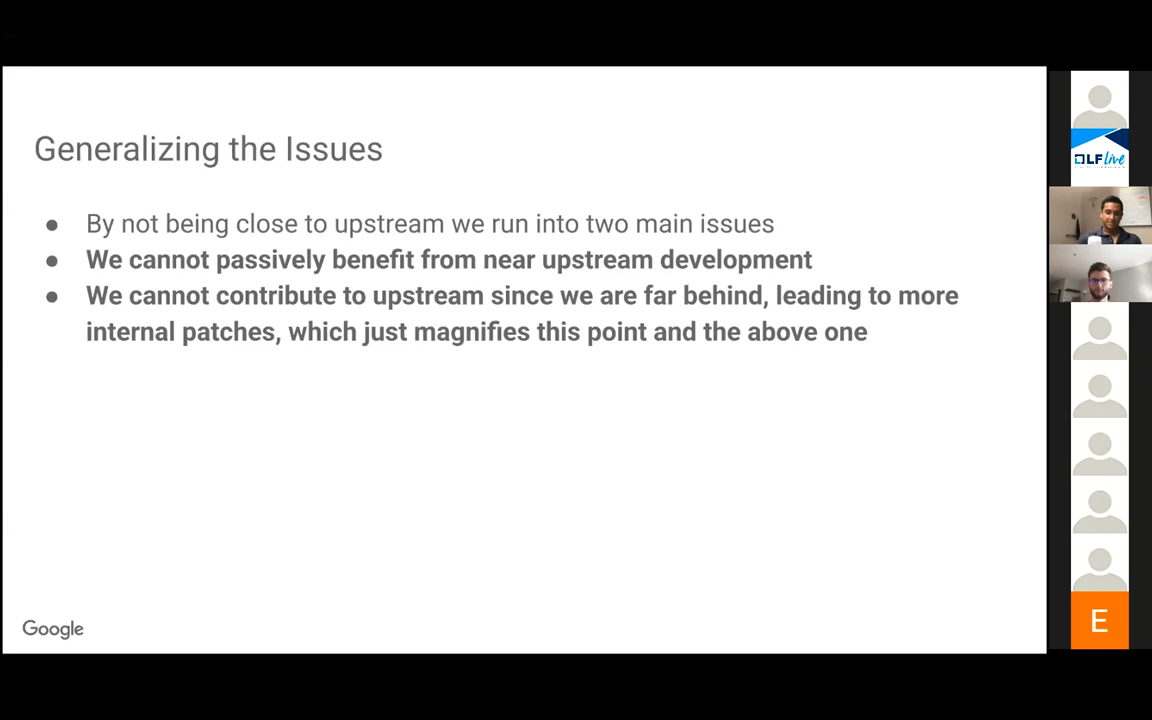 Generalizing the Issues
● By not being close to upstream we run into two main issues
● We cannot passively benefit from near upstream development
● We cannot contribute to upstream since we are far behind, leading to more
internal patches, which just magnifies this point and the above one
Google
LF live
E